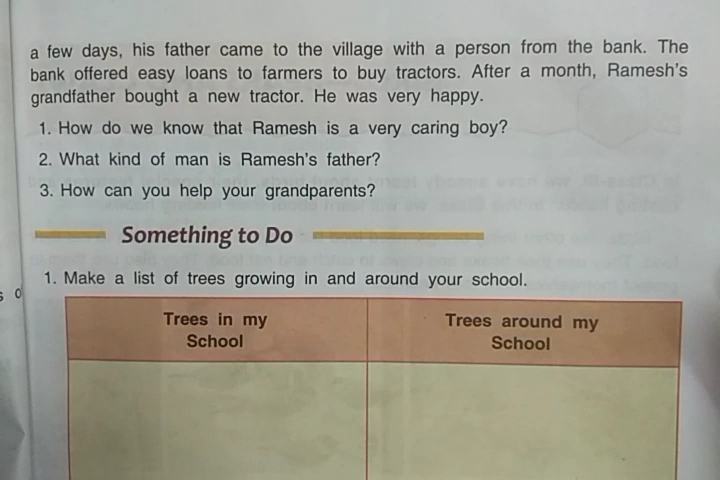 a few days, his father came to the village with a person from the bank. The
bank offered easy loans to farmers to buy tractors. After a month, Ramesh's
grandfather bought a new tractor. He was very happy.
1. How do we know that Ramesh is a very caring boy?
2. What kind of man is Ramesh's father?
3. How can you help your grandparents?
Something to Do
1. Make a list of trees growing in and around your school.
Trees in my
School
Trees around my
School